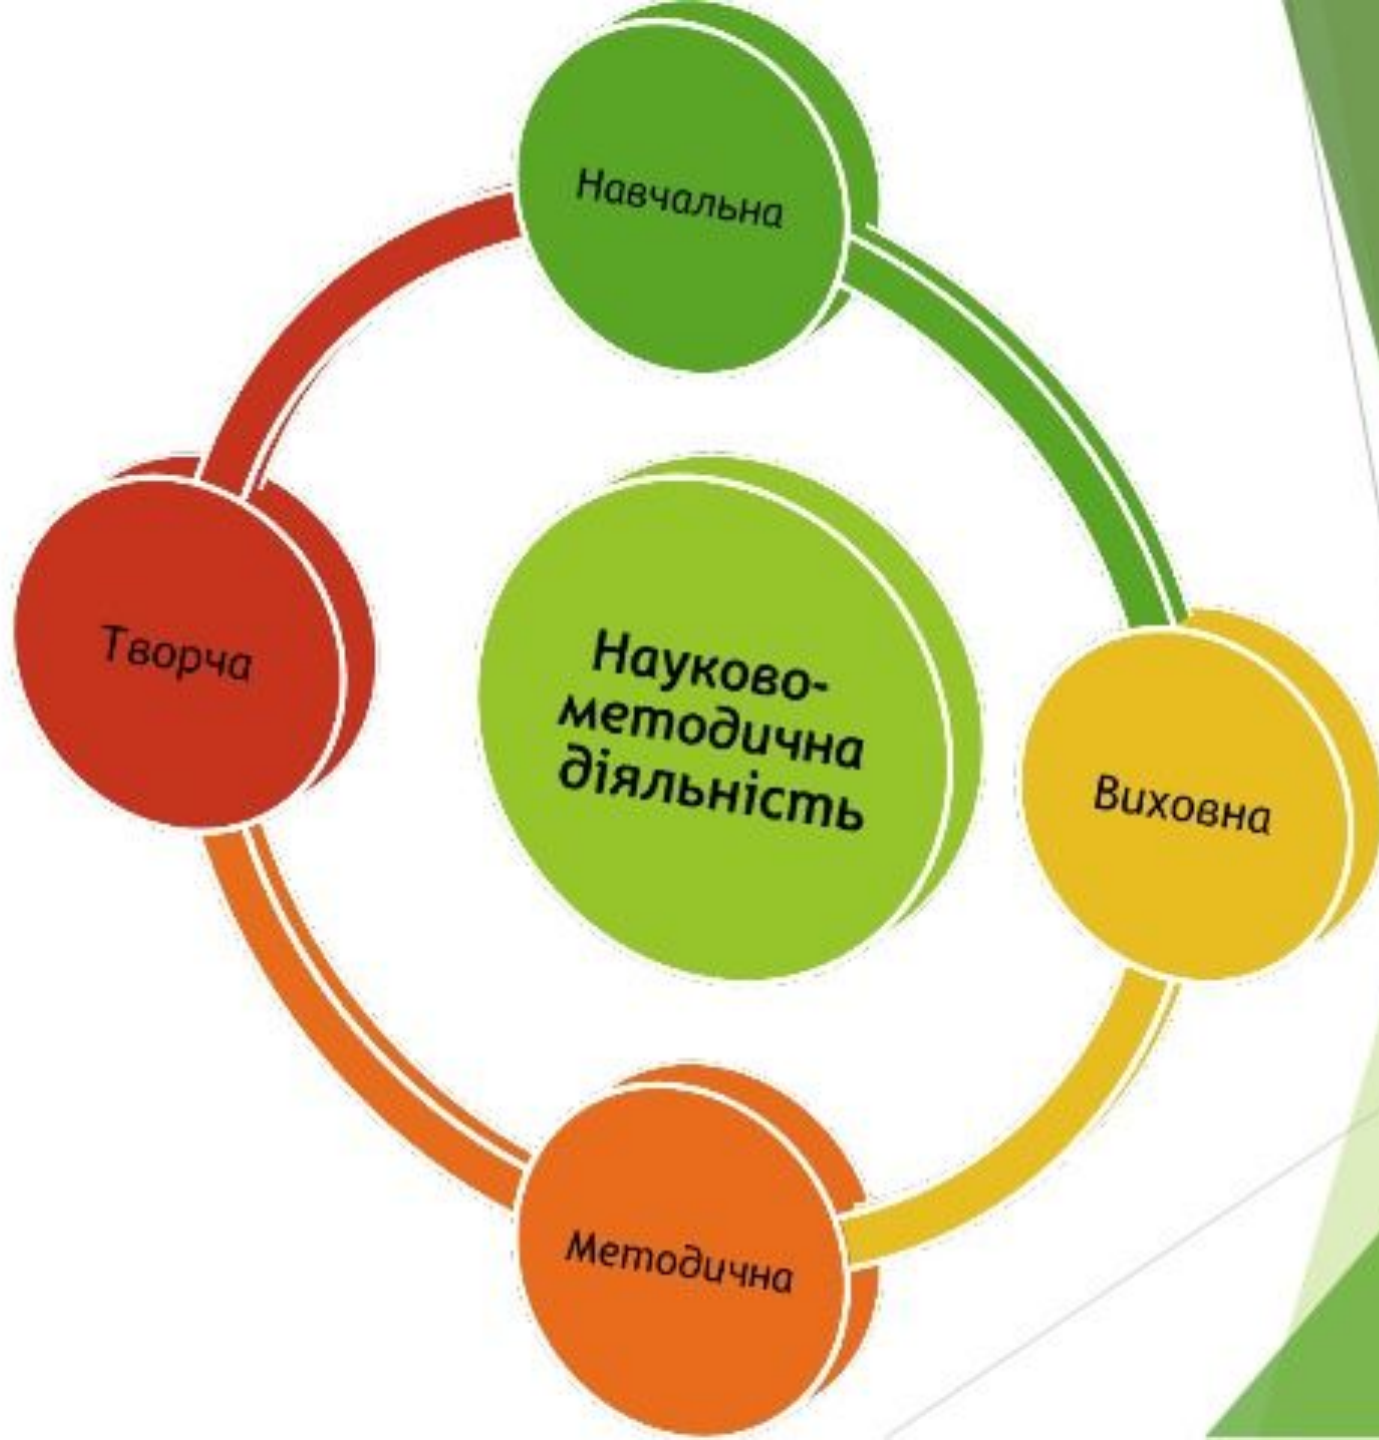 Навчальна
Творча
Науково-
методична
діяльність
Виховна
Методична